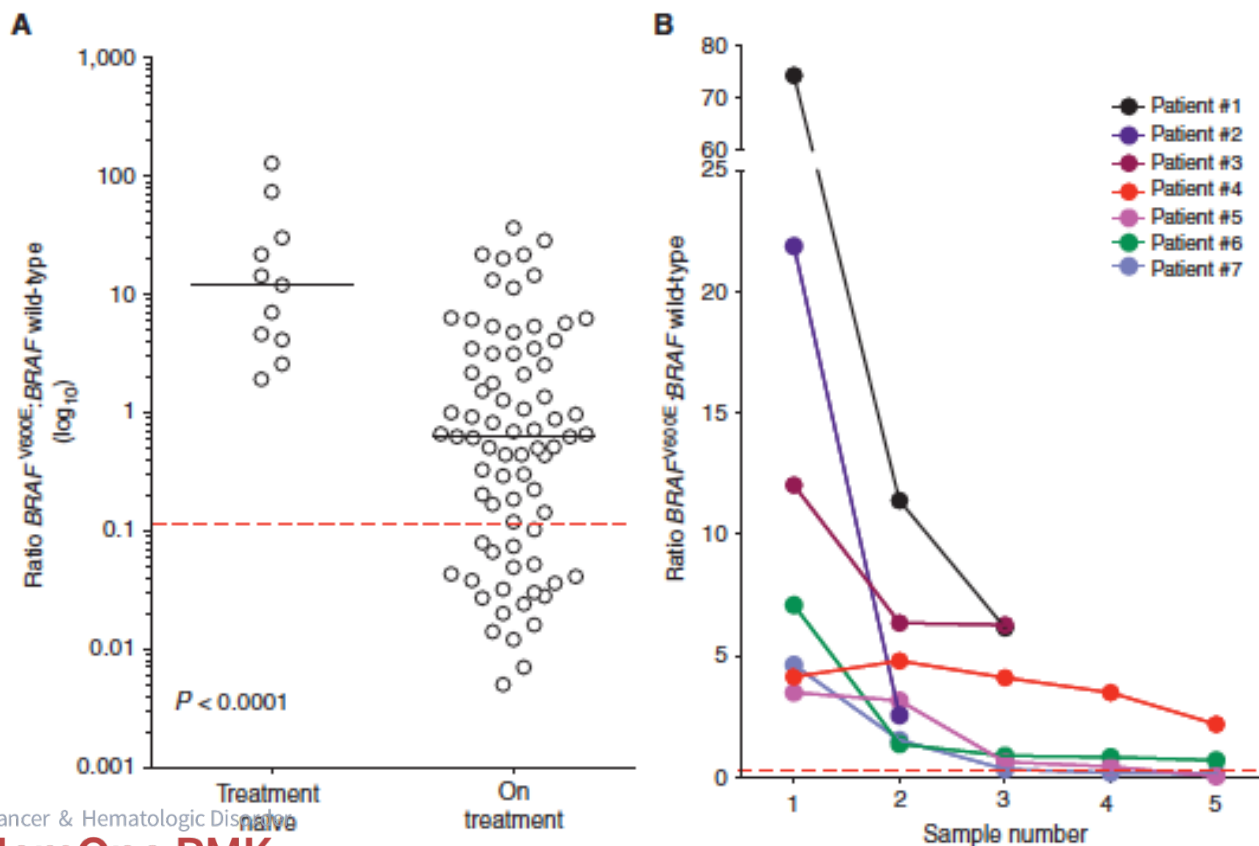 A
1,000
100
10
1
0.1
0.01
0.001
Ratio BRAF V600E:BRAF wild-type
(log10)
P < 0.0001
Treatment
naive
On
treatment
ancer & Hematologic Disorder
B
80
70
60
25
20
15
10
5
0
Ratio BRAFV600E:BRAF wild-type
Patient #1
Patient #2
Patient #3
Patient #4
Patient #5
Patient #6
Patient #7
1
2
3
4
5
Sample number